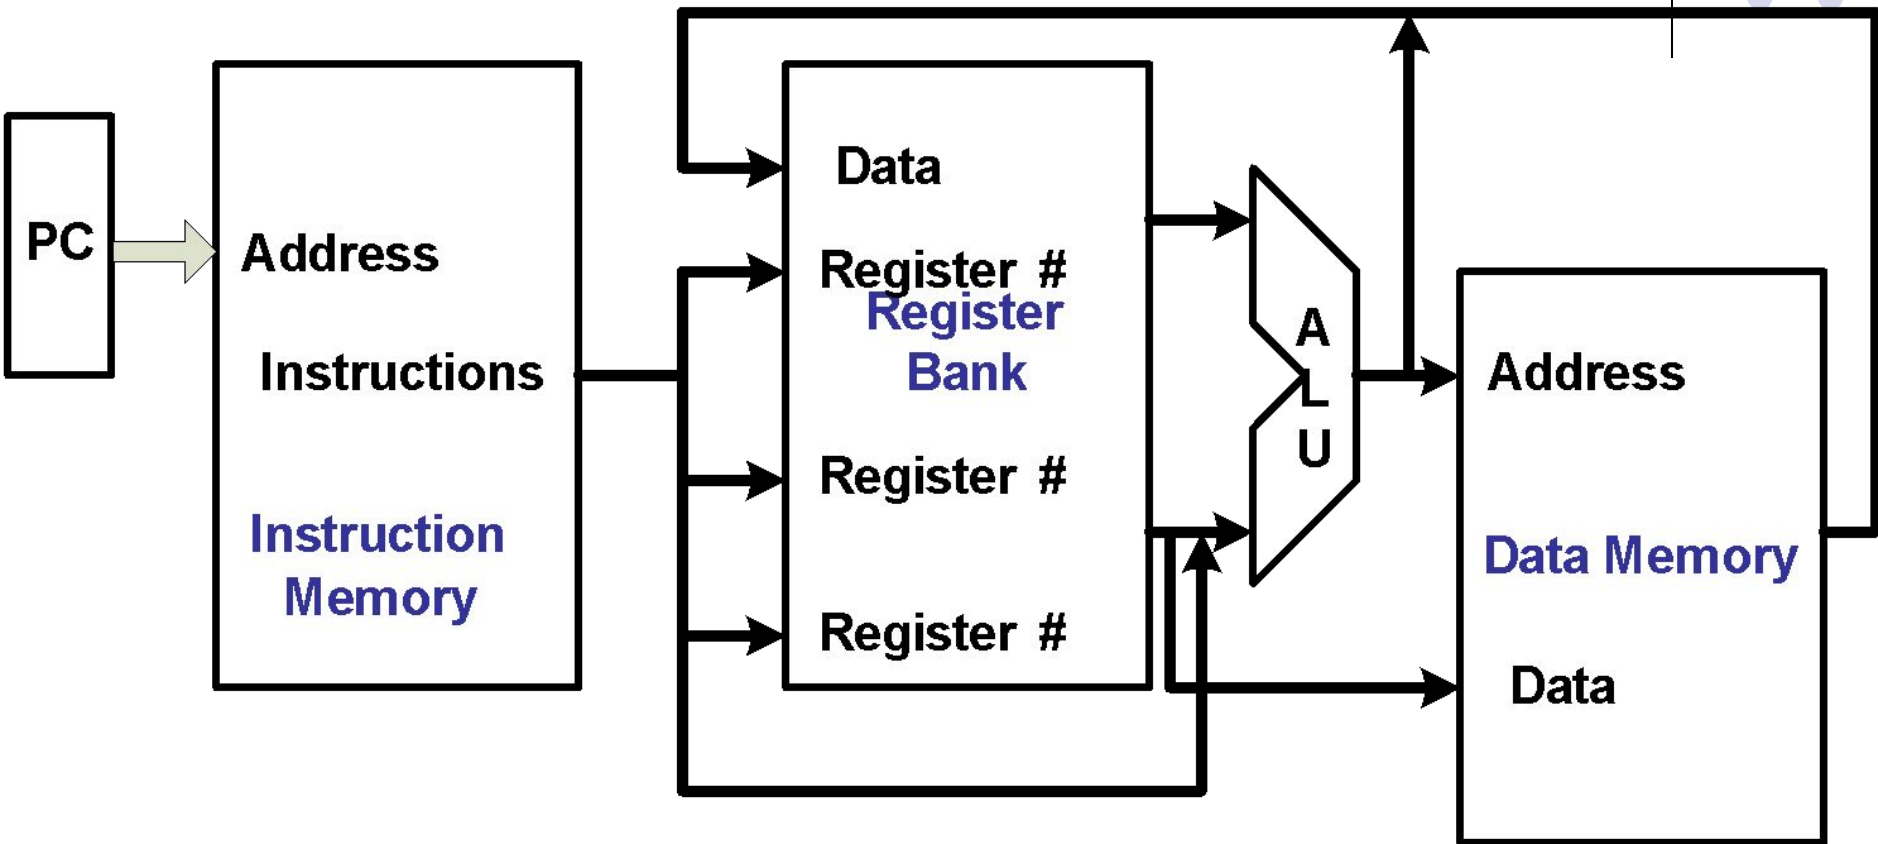 PC
Address
Instructions
Instruction
Memory
Data
Register #
Register
Bank
Register #
Register #
A
L
U
Address
Data Memory
Data